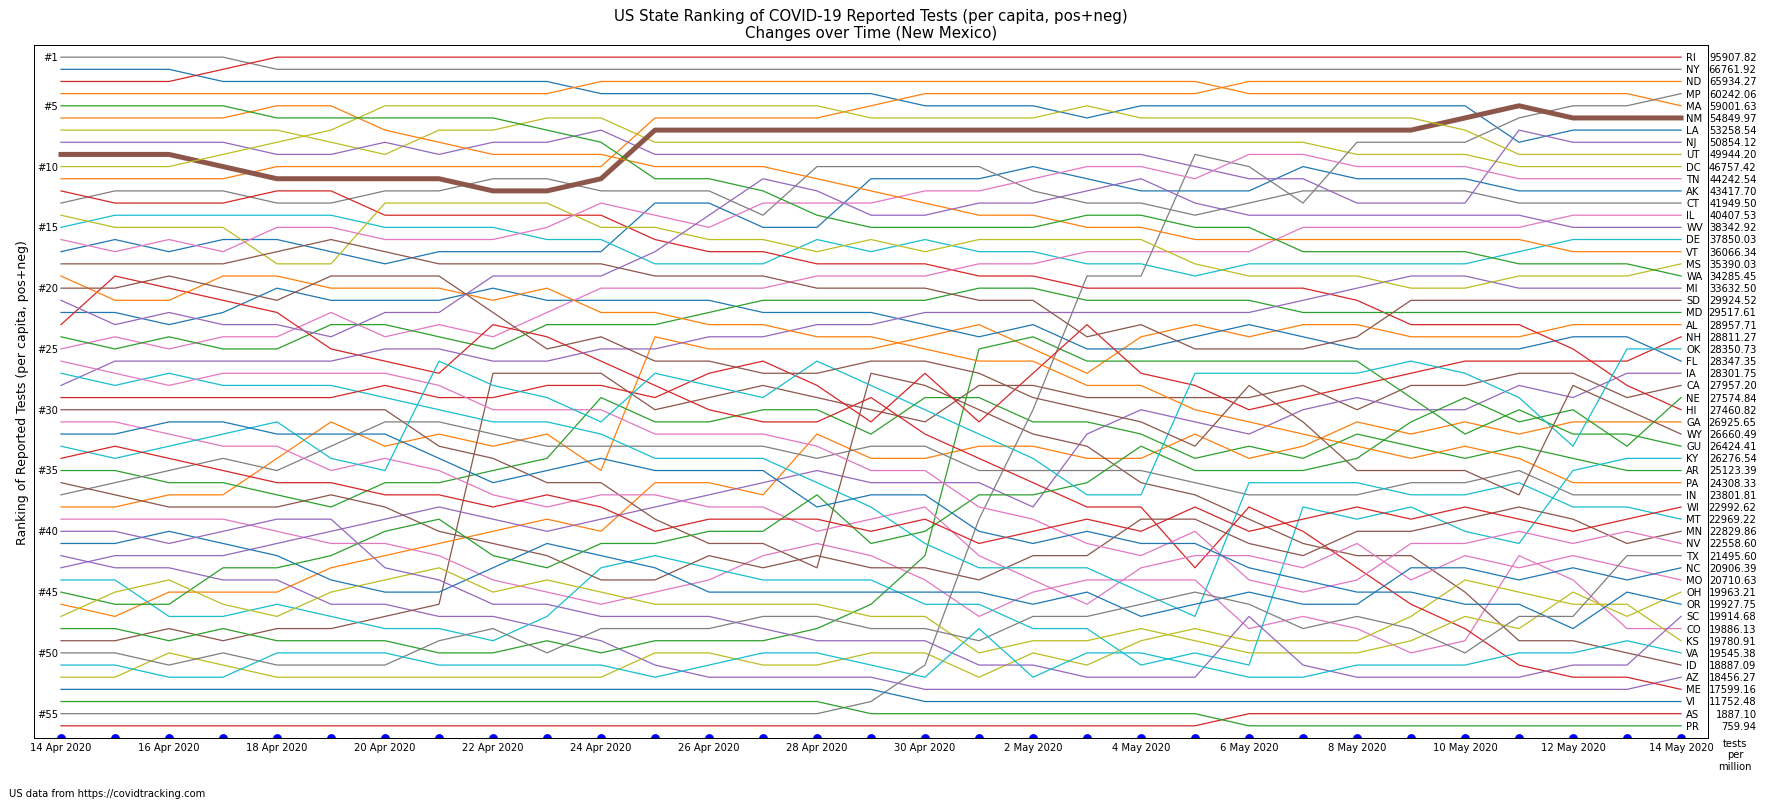 US State Ranking of COVID-19 Reported Tests (per capita, pos+neg)
Changes over Time (New Mexico)
Ranking of Reported Tests (per capita, pos+neg)
#1
#5
#10
#15
#20
#25
#30
#35
#40
#45
#50
#55
RI 95907.82
NY 66761.92
ND 65934.27
MP 60242.06
MA 59001.63
NM 54849.97
LA 53258.54
NJ 50854.12
UT 49944.20
DC 46757.42
TN 44242.54
AK 43417.70
CT 41949.50
IL 40407.53
WV 38342.92
DE 37850.03
VT 36066.34
MS 35390.03
WA 34285.45
MI 33632.50
SD 29924.52
MD 29517.61
AL 28957.71
NH 28811.27
OK 28350.73
FL 28347.35
IA 28301.75
CA 27957.20
NE 27574.84
HI 27460.82
GA 26925.65
WY 26660.49
GU 26424.41
KY 26276.54
AR 25123.39
PA 24308.33
IN 23801.81
WI 22992.62
MT 22969.22
MN 22829.86
NV 22558.60
TX 21495.60
NC 20906.39
MO 20710.63
OH 19963.21
OR 19927.75
SC 19914.68
CO 19886.13
KS 19780.91
VA 19545.38
ID 18887.09
AZ 18456.27
ME 17599.16
VI 11752.48
AS 1887.10
PR 759.94
14 Apr 2020 16 Apr 2020 18 Apr 2020 20 Apr 2020 22 Apr 2020 24 Apr 2020 26 Apr 2020 28 Apr 2020 30 Apr 2020 2 May 2020 4 May 2020 6 May 2020 8 May 2020 10 May 2020 12 May 2020 14 May 2020
tests
per
million
US data from https://covidtracking.com